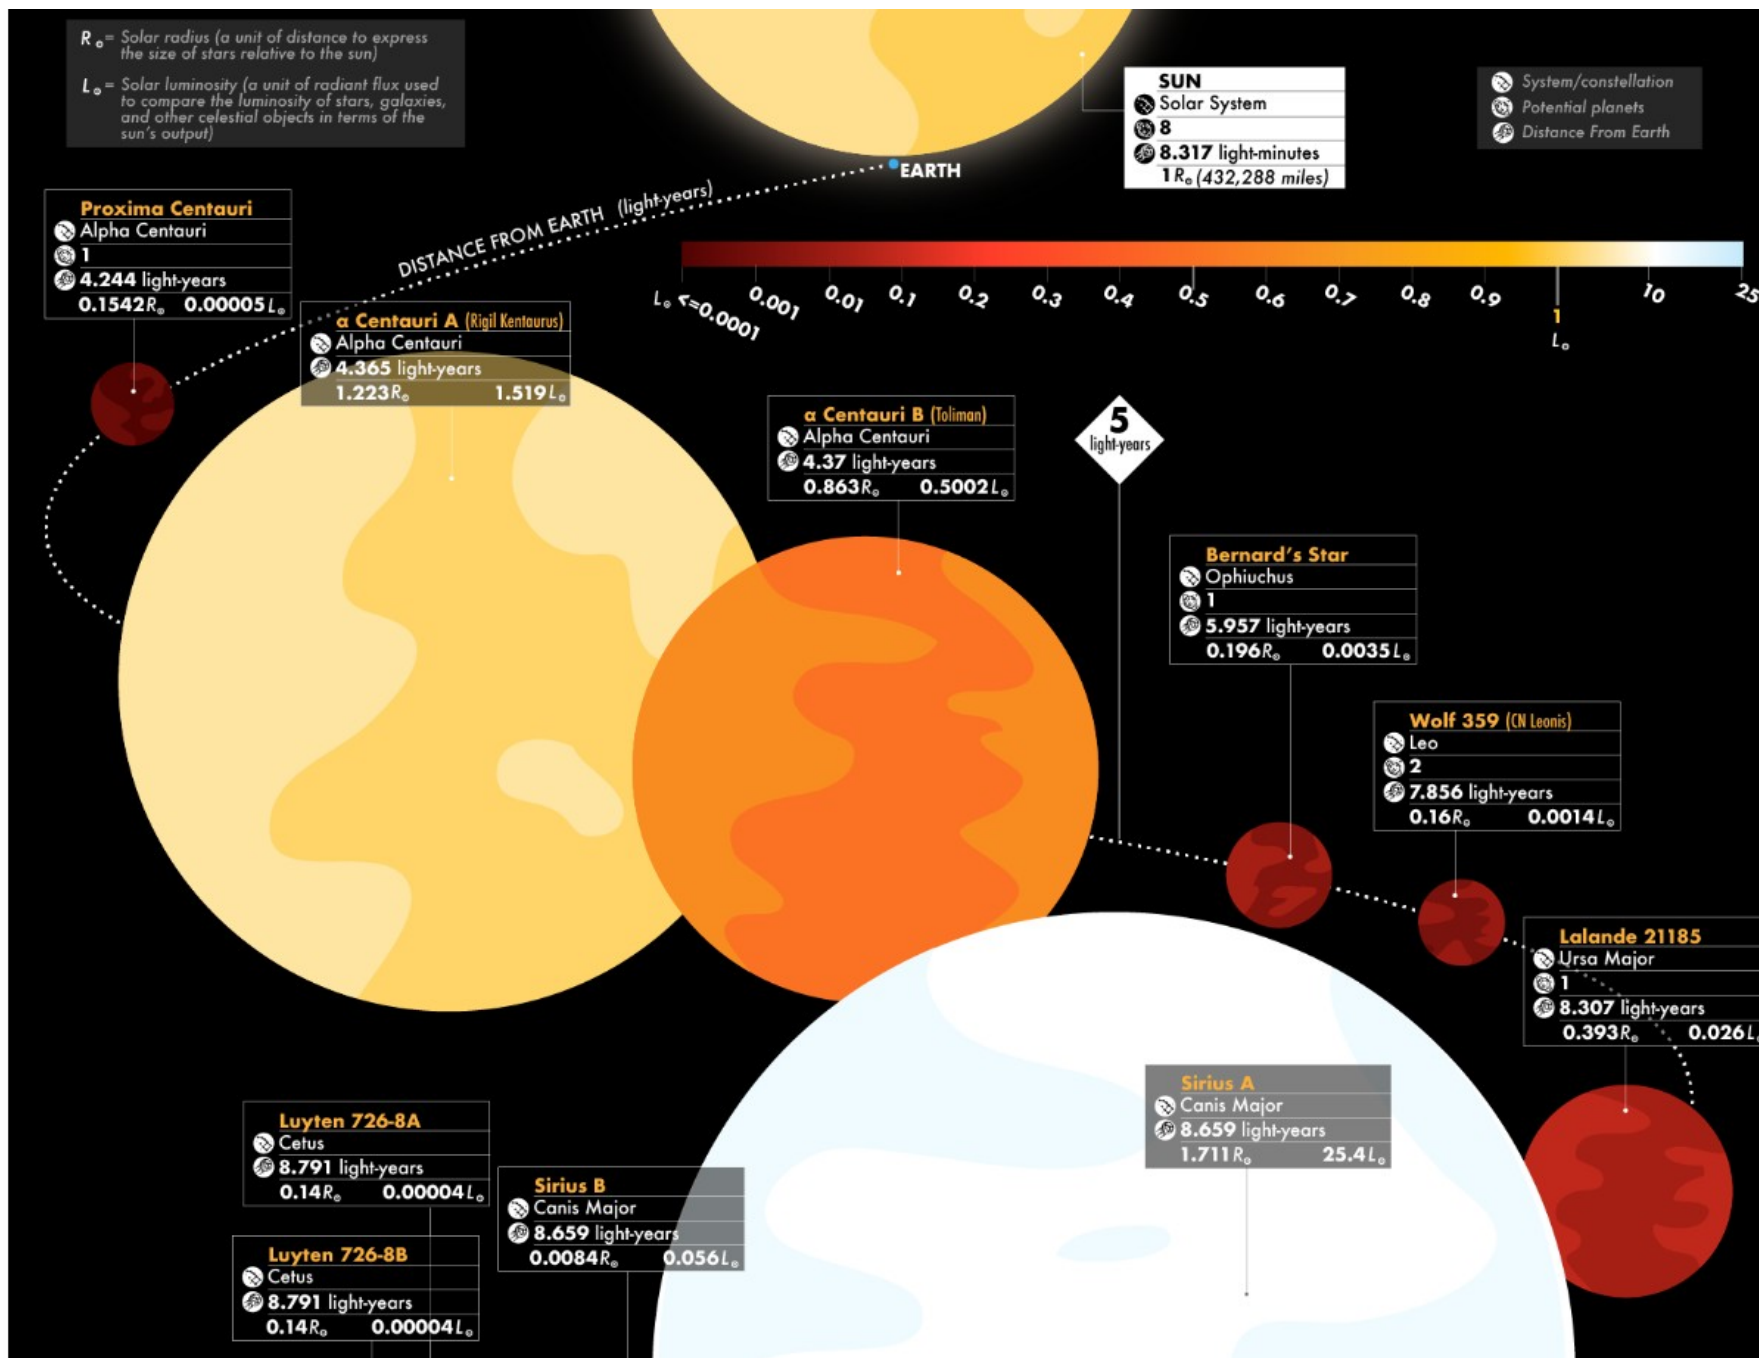 R☉= Solar radius (a unit of distance to express
the size of stars relative to the sun)
L☉= Solar luminosity (a unit of radiant flux used
to compare the luminosity of stars, galaxies,
and other celestial objects in terms of the
sun's output)
SUN
Solar System
8
8.317 light-minutes
1R☉ (432,288 miles)
System/constellation
Potential planets
Distance From Earth
EARTH
DISTANCE FROM EARTH (light-years)
Proxima Centauri
Alpha Centauri
1
4.244 light-years
0.1542R☉ 0.00005L☉
L☉ <=0.0001 0.001 0.01 0.1 0.2 0.3 0.4 0.5 0.6 0.7 0.8 0.9 1 10 25
L☉
α Centauri A (Rigil Kentaurus)
Alpha Centauri
4.365 light-years
1.223R☉ 1.519L☉
α Centauri B (Toliman)
Alpha Centauri
4.37 light-years
0.863R☉ 0.5002L☉
5
light-years
Bernard's Star
Ophiuchus
1
5.957 light-years
0.196R☉ 0.0035L☉
Wolf 359 (CN Leonis)
Leo
2
7.856 light-years
0.16R☉ 0.0014L☉
Lalande 21185
Ursa Major
1
8.307 light-years
0.393R☉ 0.026L☉
Sirius A
Canis Major
8.659 light-years
1.711R☉ 25.4L☉
Luyten 726-8A
Cetus
8.791 light-years
0.14R☉ 0.00004L☉
Sirius B
Canis Major
8.659 light-years
0.0084R☉ 0.056L☉
Luyten 726-8B
Cetus
8.791 light-years
0.14R☉ 0.00004L☉